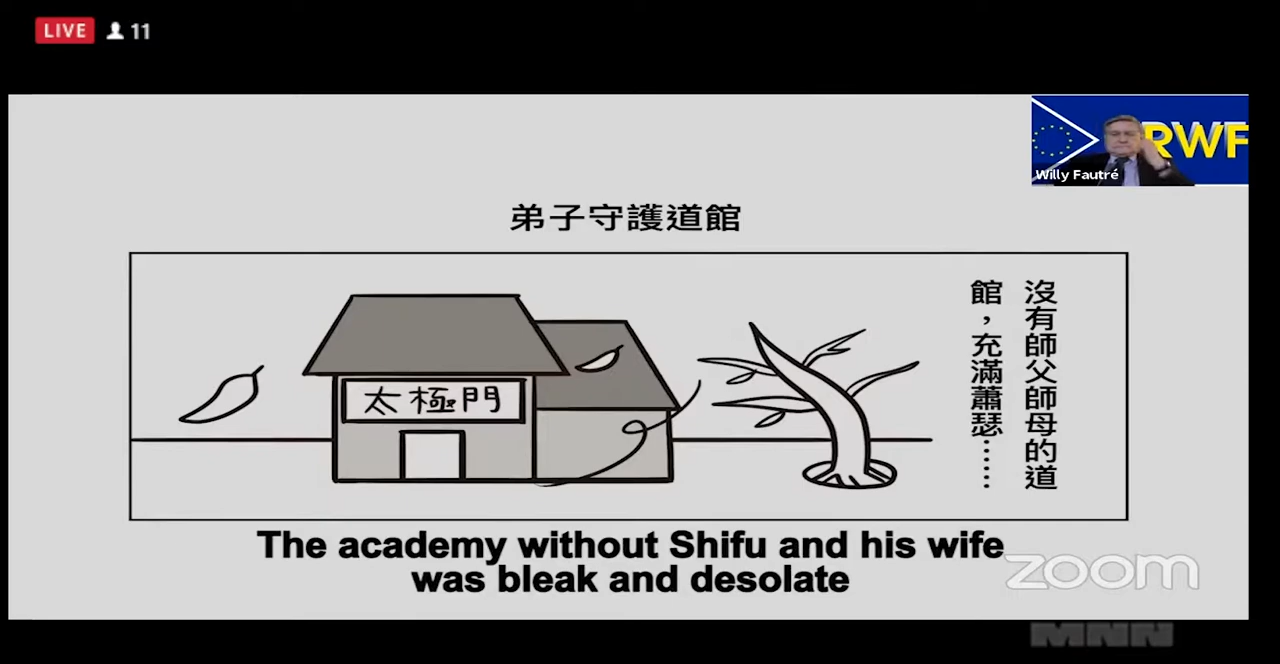 LIVE 11
RWF
Willy Fautré
弟子守護道館
沒有師父師母的道
館，充滿蕭瑟……
太極門
The academy without Shifu and his wife
was bleak and desolate
zoom
MNN